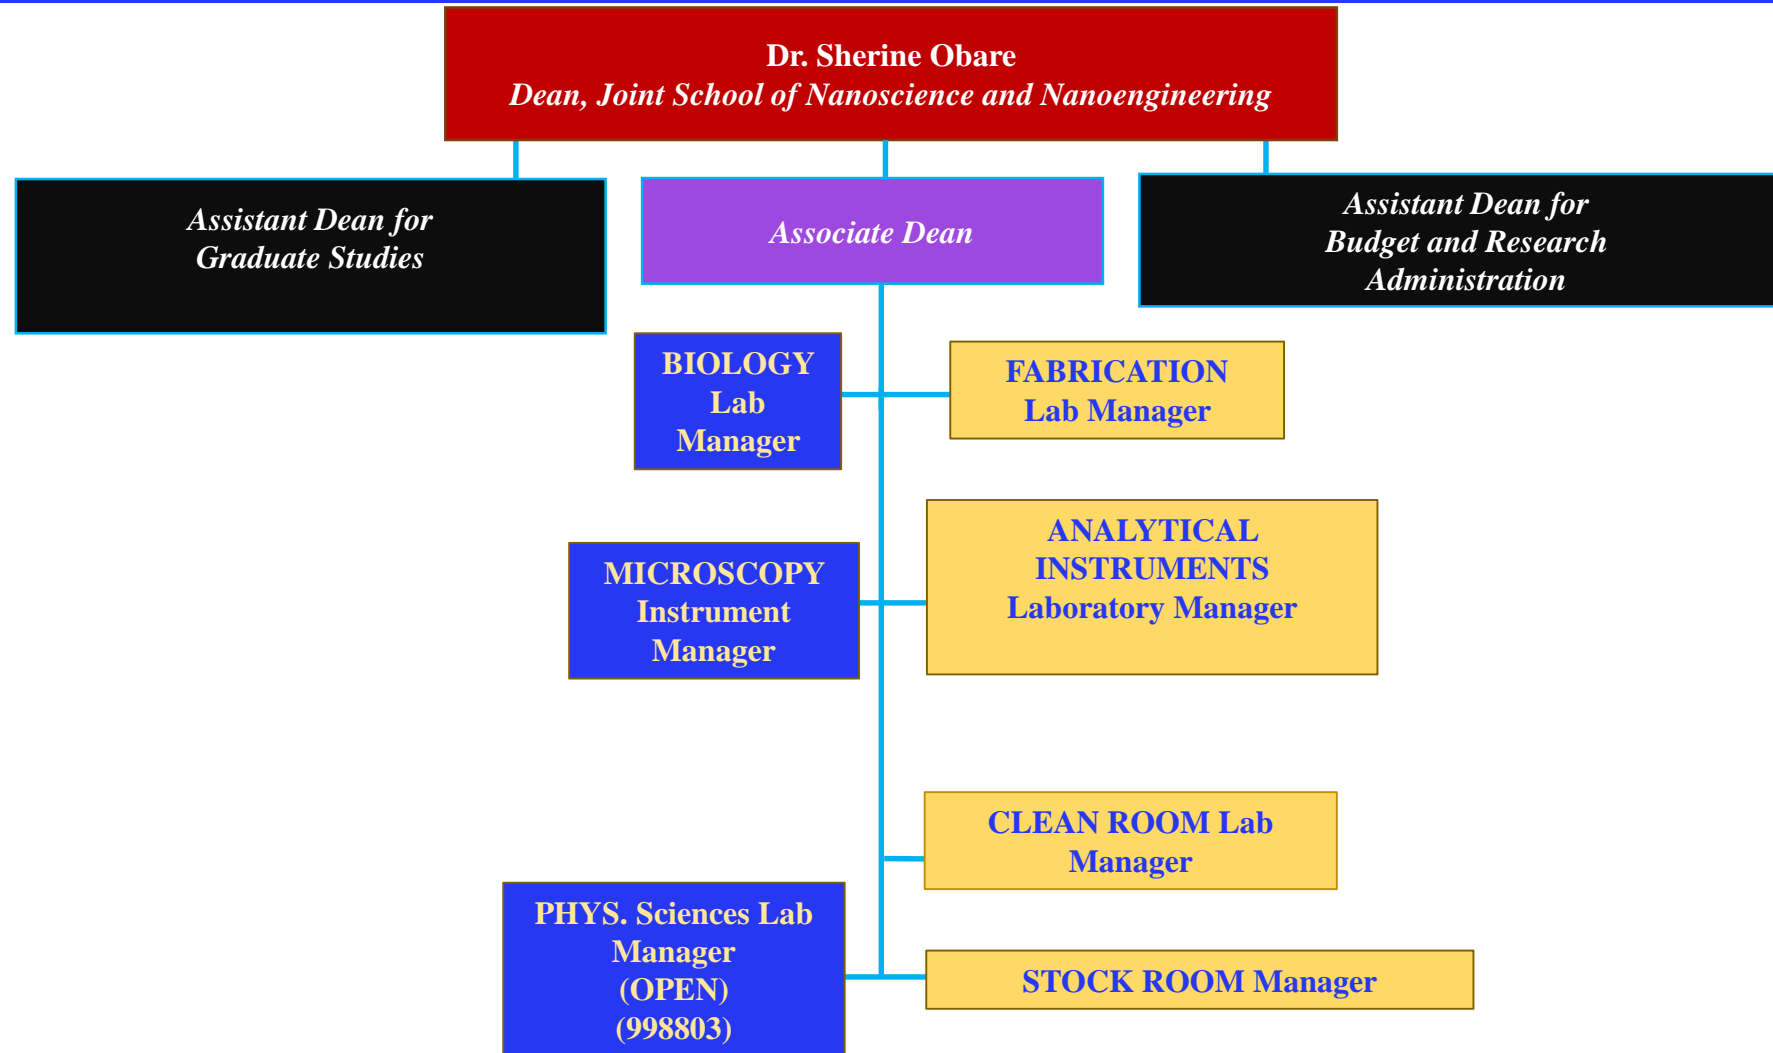 Dr. Sherine Obare
Dean, Joint School of Nanoscience and Nanoengineering
Assistant Dean for
Graduate Studies
Associate Dean
Assistant Dean for
Budget and Research
Administration
BIOLOGY
Lab
Manager
FABRICATION
Lab Manager
MICROSCOPY
Instrument
Manager
ANALYTICAL
INSTRUMENTS
Laboratory Manager
CLEAN ROOM Lab
Manager
PHYS. Sciences Lab
Manager
(OPEN)
(998803)
STOCK ROOM Manager